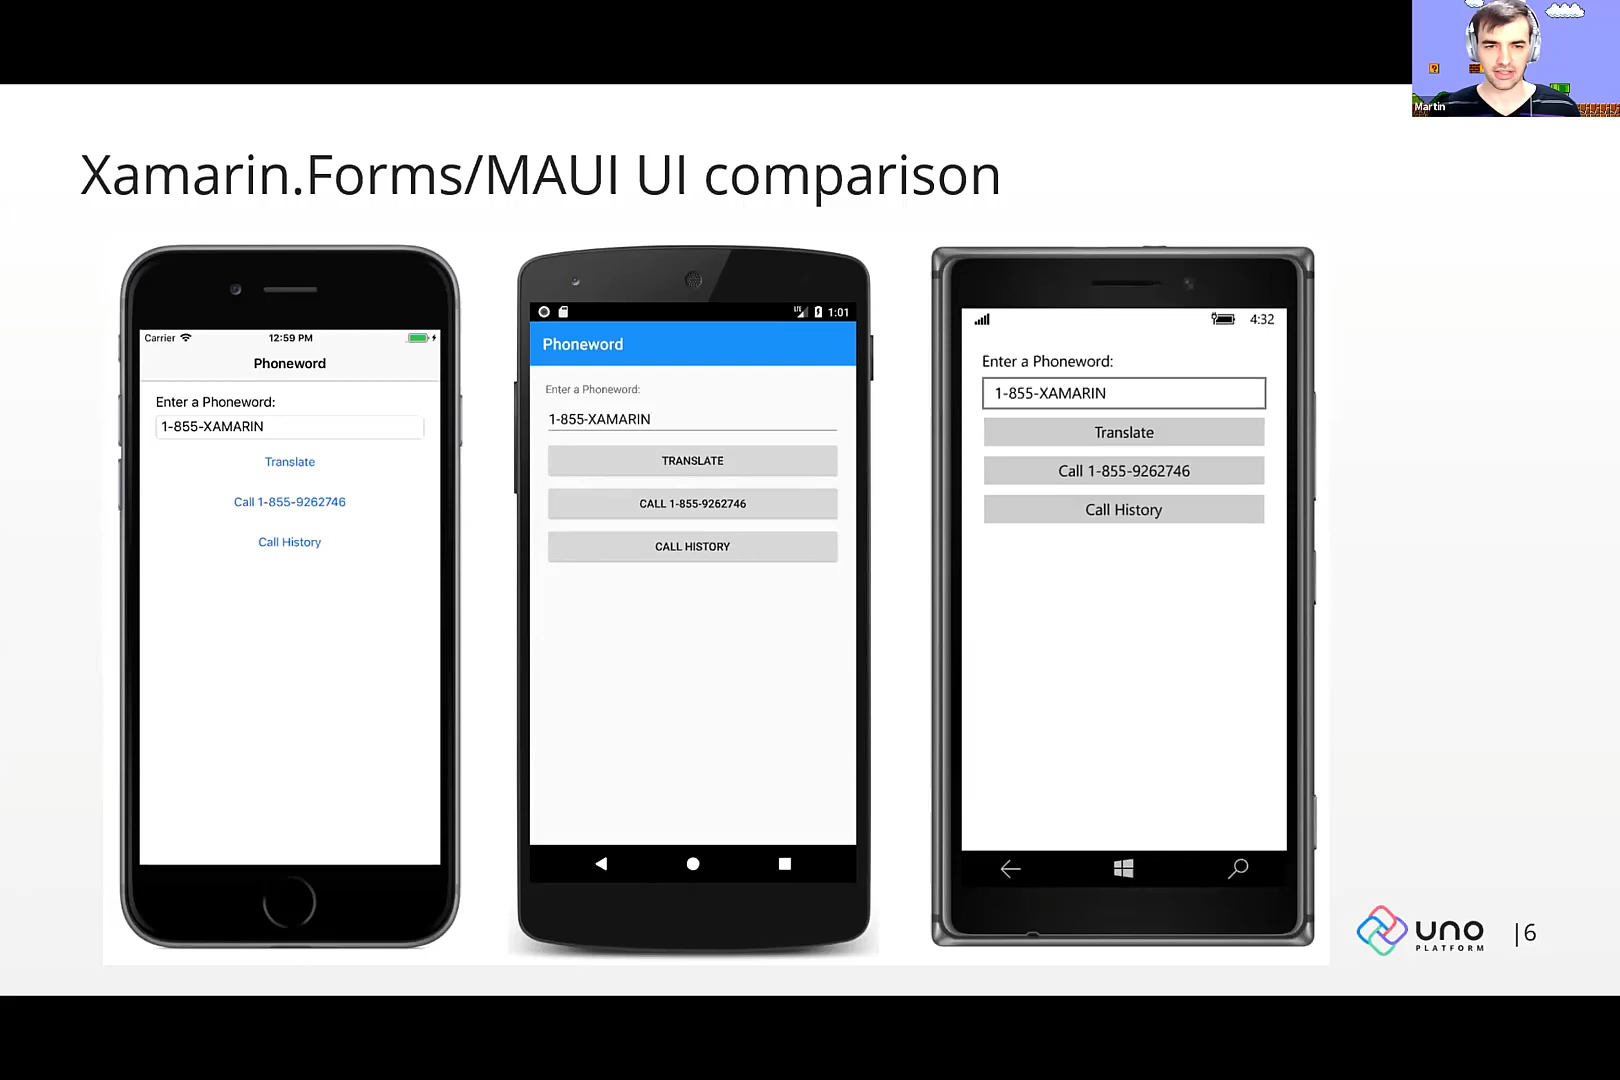 Martin
Xamarin.Forms/MAUI UI comparison
Carrier
12:59 PM
Phoneword
Enter a Phoneword:
1-855-XAMARIN
Translate
Call 1-855-9262746
Call History
LTE
1:01
Phoneword
Enter a Phoneword:
1-855-XAMARIN
TRANSLATE
CALL 1-855-9262746
CALL HISTORY
4:32
Enter a Phoneword:
1-855-XAMARIN
Translate
Call 1-855-9262746
Call History
uno
PLATFORM
|6